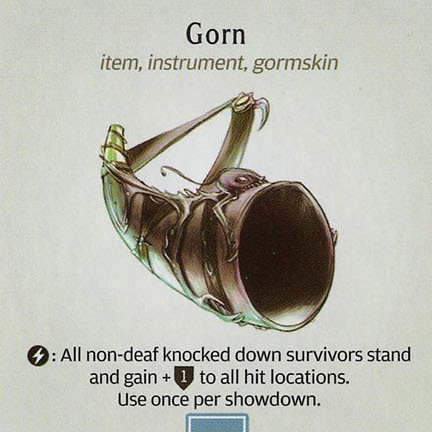 Gorn
item, instrument, gormskin
: All non-deaf knocked down survivors stand
and gain + 1 to all hit locations.
Use once per showdown.